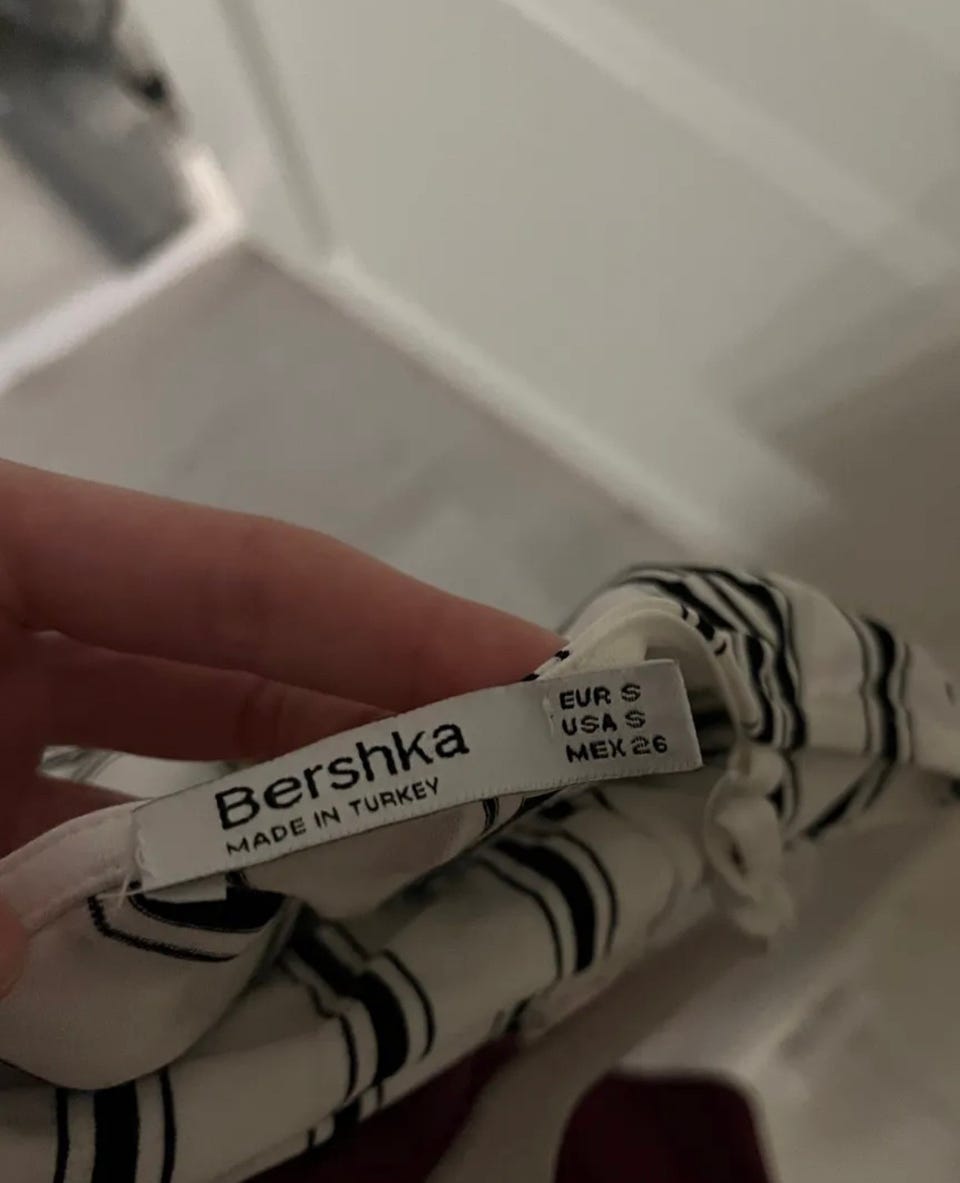 Bershka
MADE IN TURKEY
EUR S
USA S
MEX 26